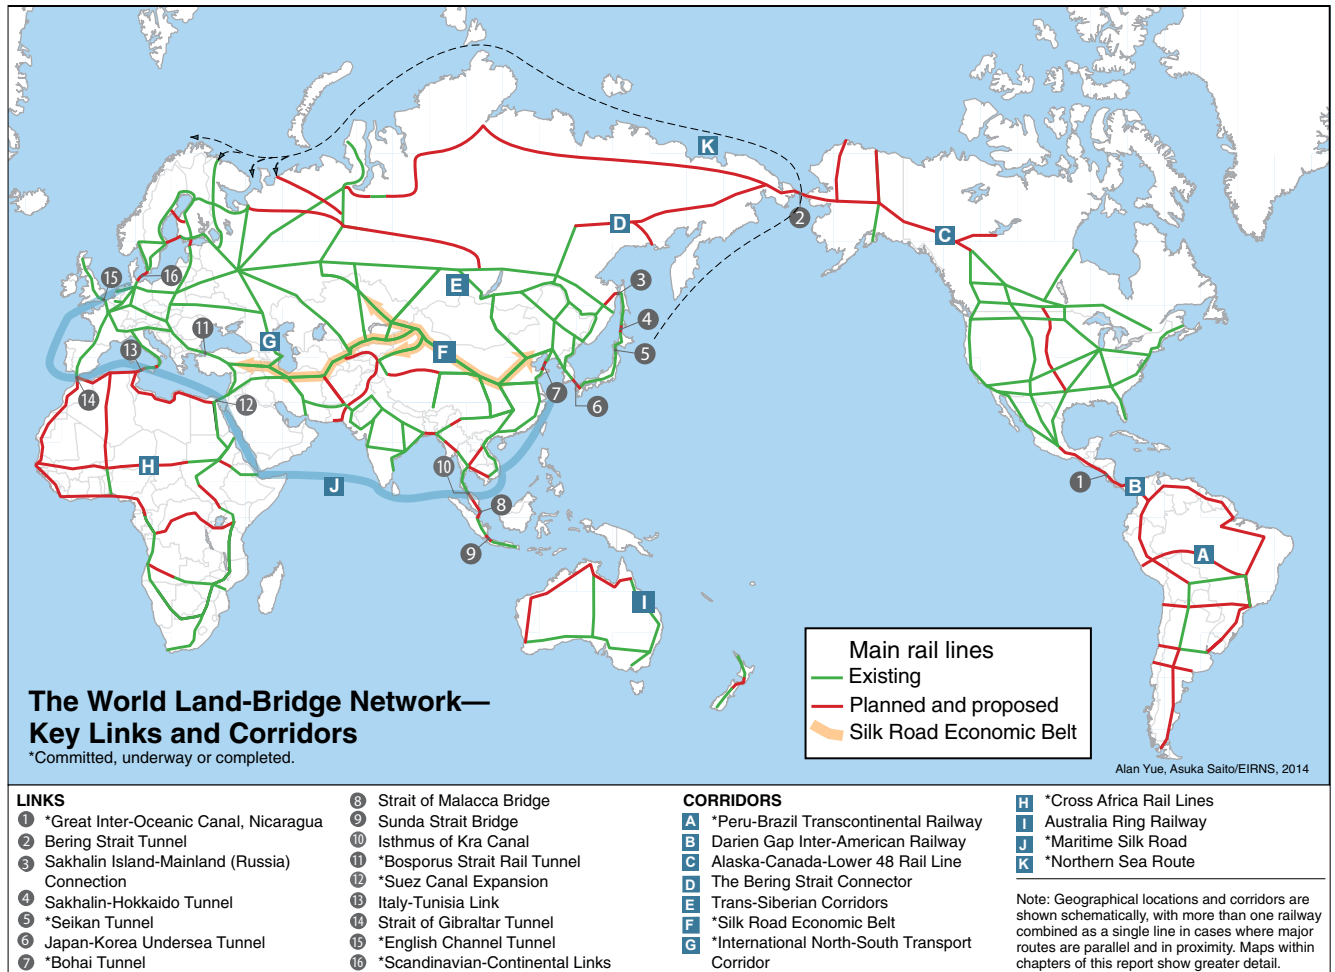 K
2
D
C
15
16
3
E
4
11
G
5
F
13
7
14
12
6
H
10
1
B
J
8
9
A
I
Main rail lines
Existing
Planned and proposed
Silk Road Economic Belt
The World Land-Bridge Network—
Key Links and Corridors
*Committed, underway or completed.
Alan Yue, Asuka Saito/EIRNS, 2014
LINKS
1 *Great Inter-Oceanic Canal, Nicaragua
2 Bering Strait Tunnel
3 Sakhalin Island-Mainland (Russia)
Connection
4 Sakhalin-Hokkaido Tunnel
5 *Seikan Tunnel
6 Japan-Korea Undersea Tunnel
7 *Bohai Tunnel
8 Strait of Malacca Bridge
9 Sunda Strait Bridge
10 Isthmus of Kra Canal
11 *Bosporus Strait Rail Tunnel
12 *Suez Canal Expansion
13 Italy-Tunisia Link
14 Strait of Gibraltar Tunnel
15 *English Channel Tunnel
16 *Scandinavian-Continental Links
CORRIDORS
A *Peru-Brazil Transcontinental Railway
B Darien Gap Inter-American Railway
C Alaska-Canada-Lower 48 Rail Line
D The Bering Strait Connector
E Trans-Siberian Corridors
F *Silk Road Economic Belt
G *International North-South Transport
Corridor
H *Cross Africa Rail Lines
I Australia Ring Railway
J *Maritime Silk Road
K *Northern Sea Route
Note: Geographical locations and corridors are
shown schematically, with more than one railway
combined as a single line in cases where major
routes are parallel and in proximity. Maps within
chapters of this report show greater detail.